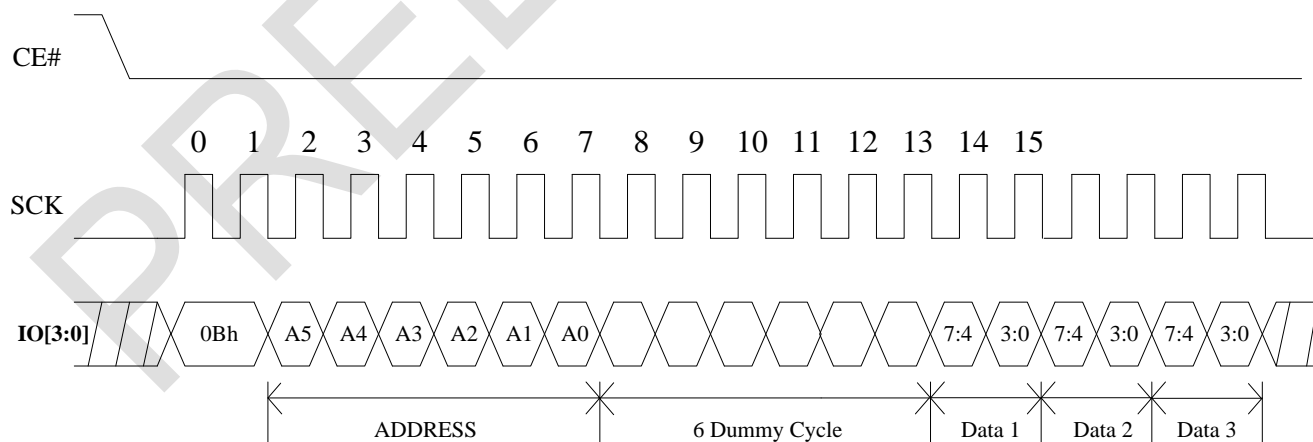 CE#
0 1 2 3 4 5 6 7 8 9 10 11 12 13 14 15
SCK
IO[3:0] 0Bh A5 A4 A3 A2 A1 A0 7:4 3:0 7:4 3:0 7:4 3:0
ADDRESS 6 Dummy Cycle Data 1 Data 2 Data 3